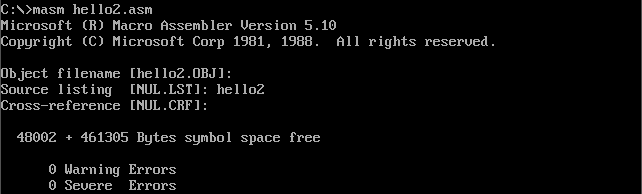 C:\>masm hello2.asm
Microsoft (R) Macro Assembler Version 5.10
Copyright (C) Microsoft Corp 1981, 1988.  All rights reserved.
Object filename [hello2.OBJ]:
Source listing  [NUL.LST]: hello2
Cross-reference [NUL.CRF]:
48002 + 461305 Bytes symbol space free
0 Warning Errors
0 Severe  Errors